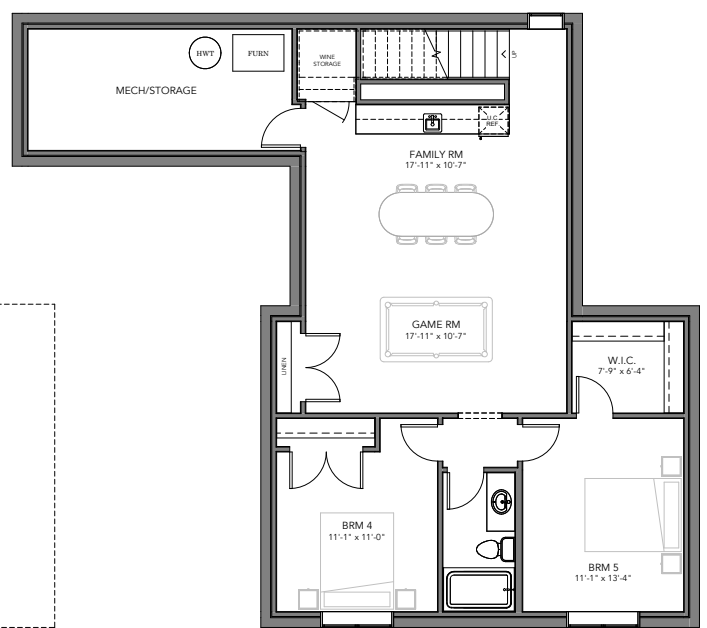 HWT
FURN
WINE
STORAGE
UP
MECH/STORAGE
U.C.
REF.
FAMILY RM
17'-11" x 10'-7"
GAME RM
17'-11" x 10'-7"
LINEN
W.I.C.
7'-9" x 6'-4"
BRM 4
11'-1" x 11'-0"
BRM 5
11'-1" x 13'-4"